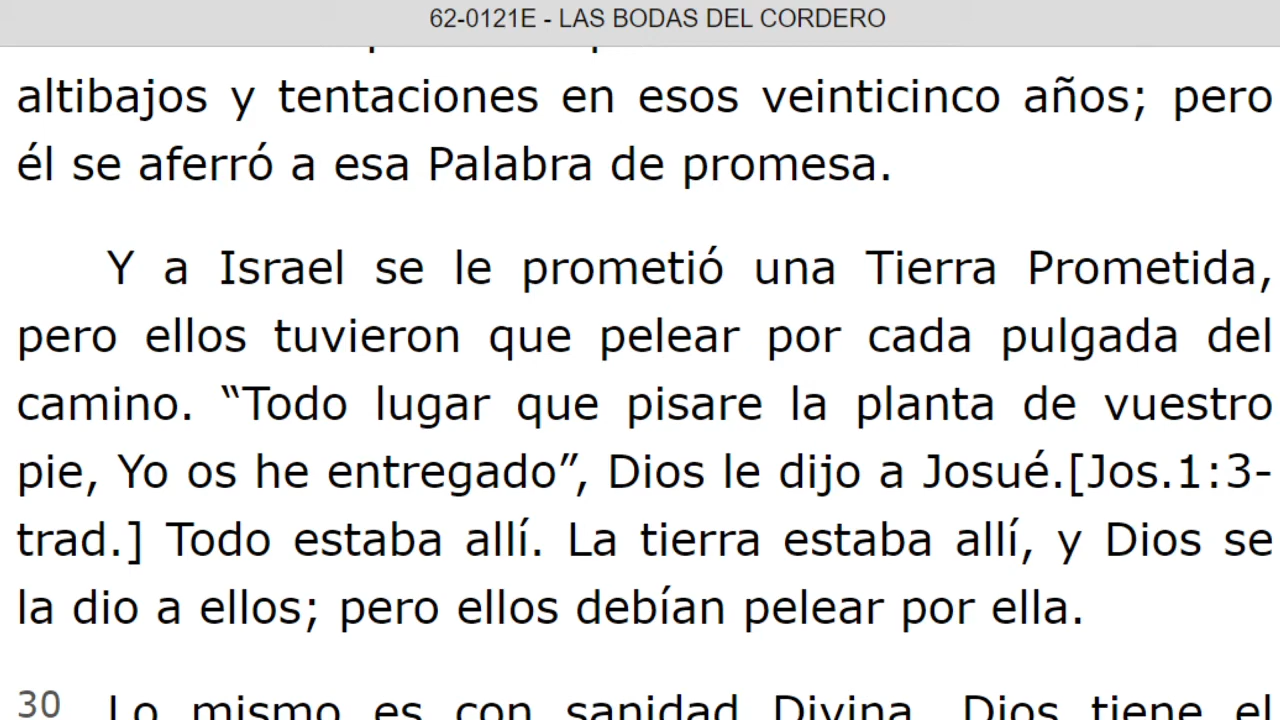 62-0121E - LAS BODAS DEL CORDERO
altibajos y tentaciones en esos veinticinco años; pero
él se aferró a esa Palabra de promesa.
Y a Israel se le prometió una Tierra Prometida,
pero ellos tuvieron que pelear por cada pulgada del
camino. “Todo lugar que pisare la planta de vuestro
pie, Yo os he entregado”, Dios le dijo a Josué.[Jos.1:3-
trad.] Todo estaba allí. La tierra estaba allí, y Dios se
la dio a ellos; pero ellos debían pelear por ella.
30 Lo mismo es con sanidad Divina. Dios tiene el